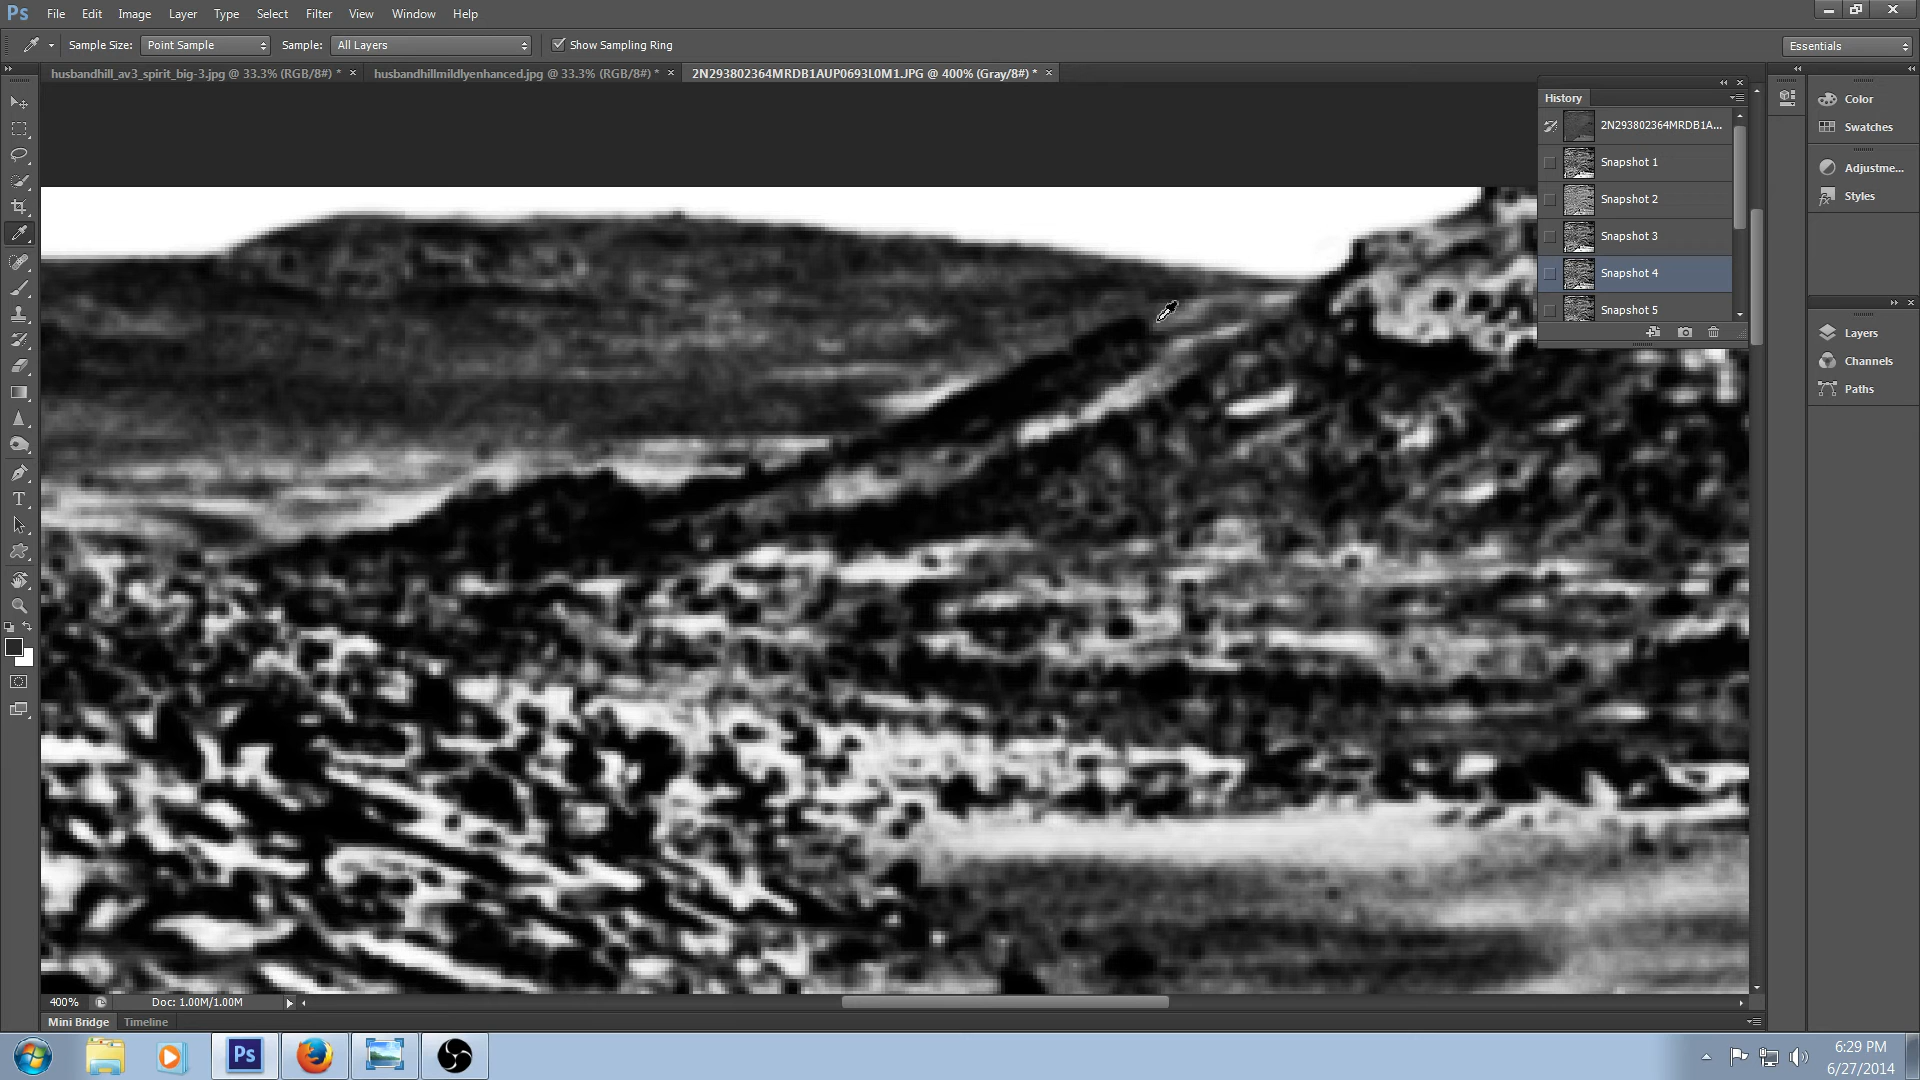 Ps File Edit Image Layer Type Select Filter Analysis View Window Help
Sample Size: Point Sample Sample: All Layers Show Sampling Ring Essentials
husbandhill_av3_spirit_big-3.jpg @ 33.3% (RGB/8#) * × husbandhillmildlyenhanced.jpg @ 33.3% (RGB/8#) * × 2N293802364MRDB1AUP0693L0M1.JPG @ 400% (Gray/8#) * ×
History
2N293802364MRDB1A...
Snapshot 1
Snapshot 2
Snapshot 3
Snapshot 4
Snapshot 5
Color
Swatches
Adjustme...
Styles
Layers
Channels
Paths
T
400% Doc: 1.00M/1.00M
Mini Bridge Timeline
Ps
6:29 PM
6/27/2014